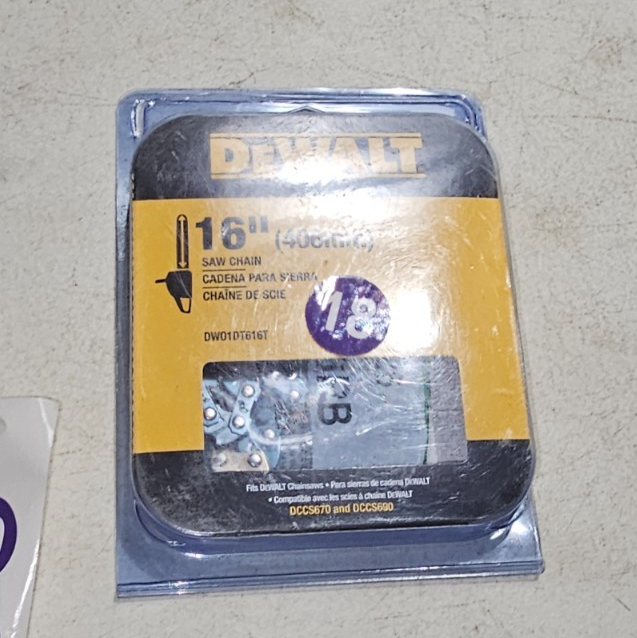 DEWALT
16" (406mm)
SAW CHAIN
CADENA PARA SIERRA
CHAÎNE DE SCIE
18
DWO1DT616T
Fits DEWALT Chainsaws • Para sierras de cadena DEWALT
• Compatible avec les scies à chaîne DEWALT
DCCS670 and DCCS690